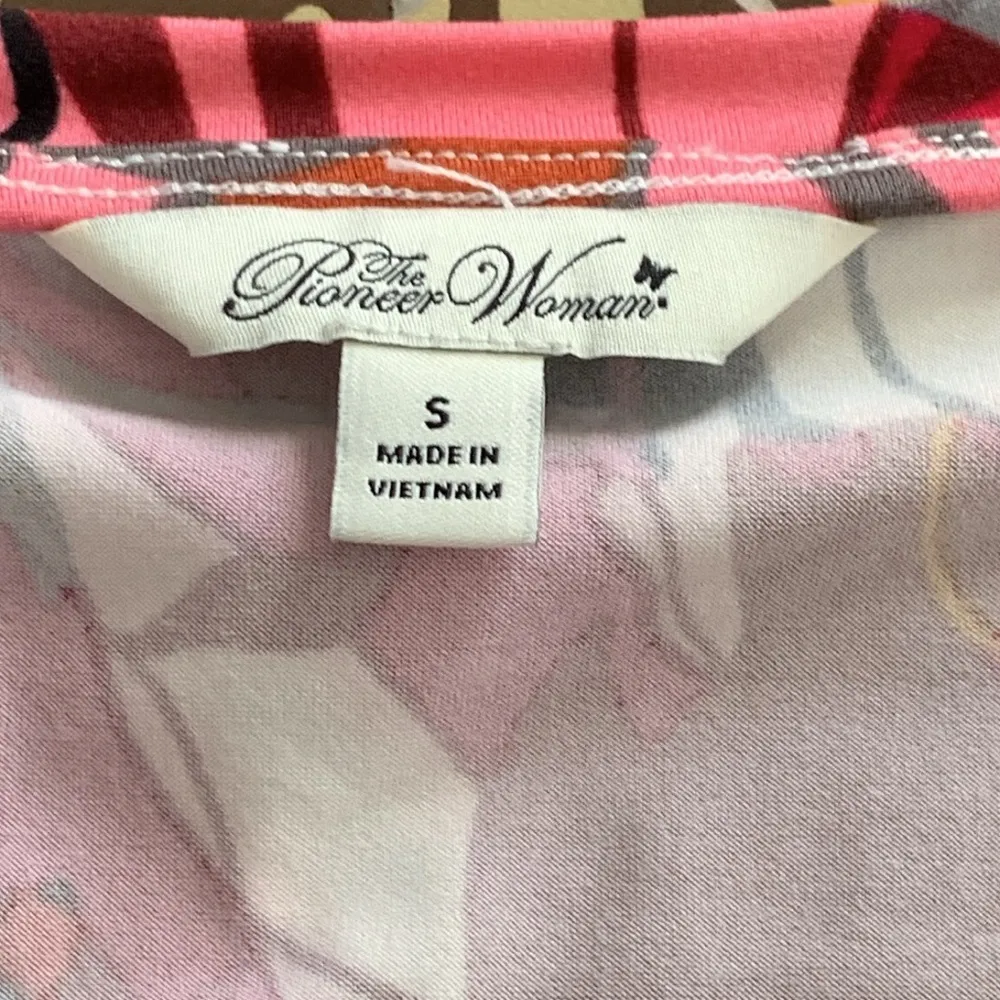 The
Pioneer Woman
S
MADE IN
VIETNAM